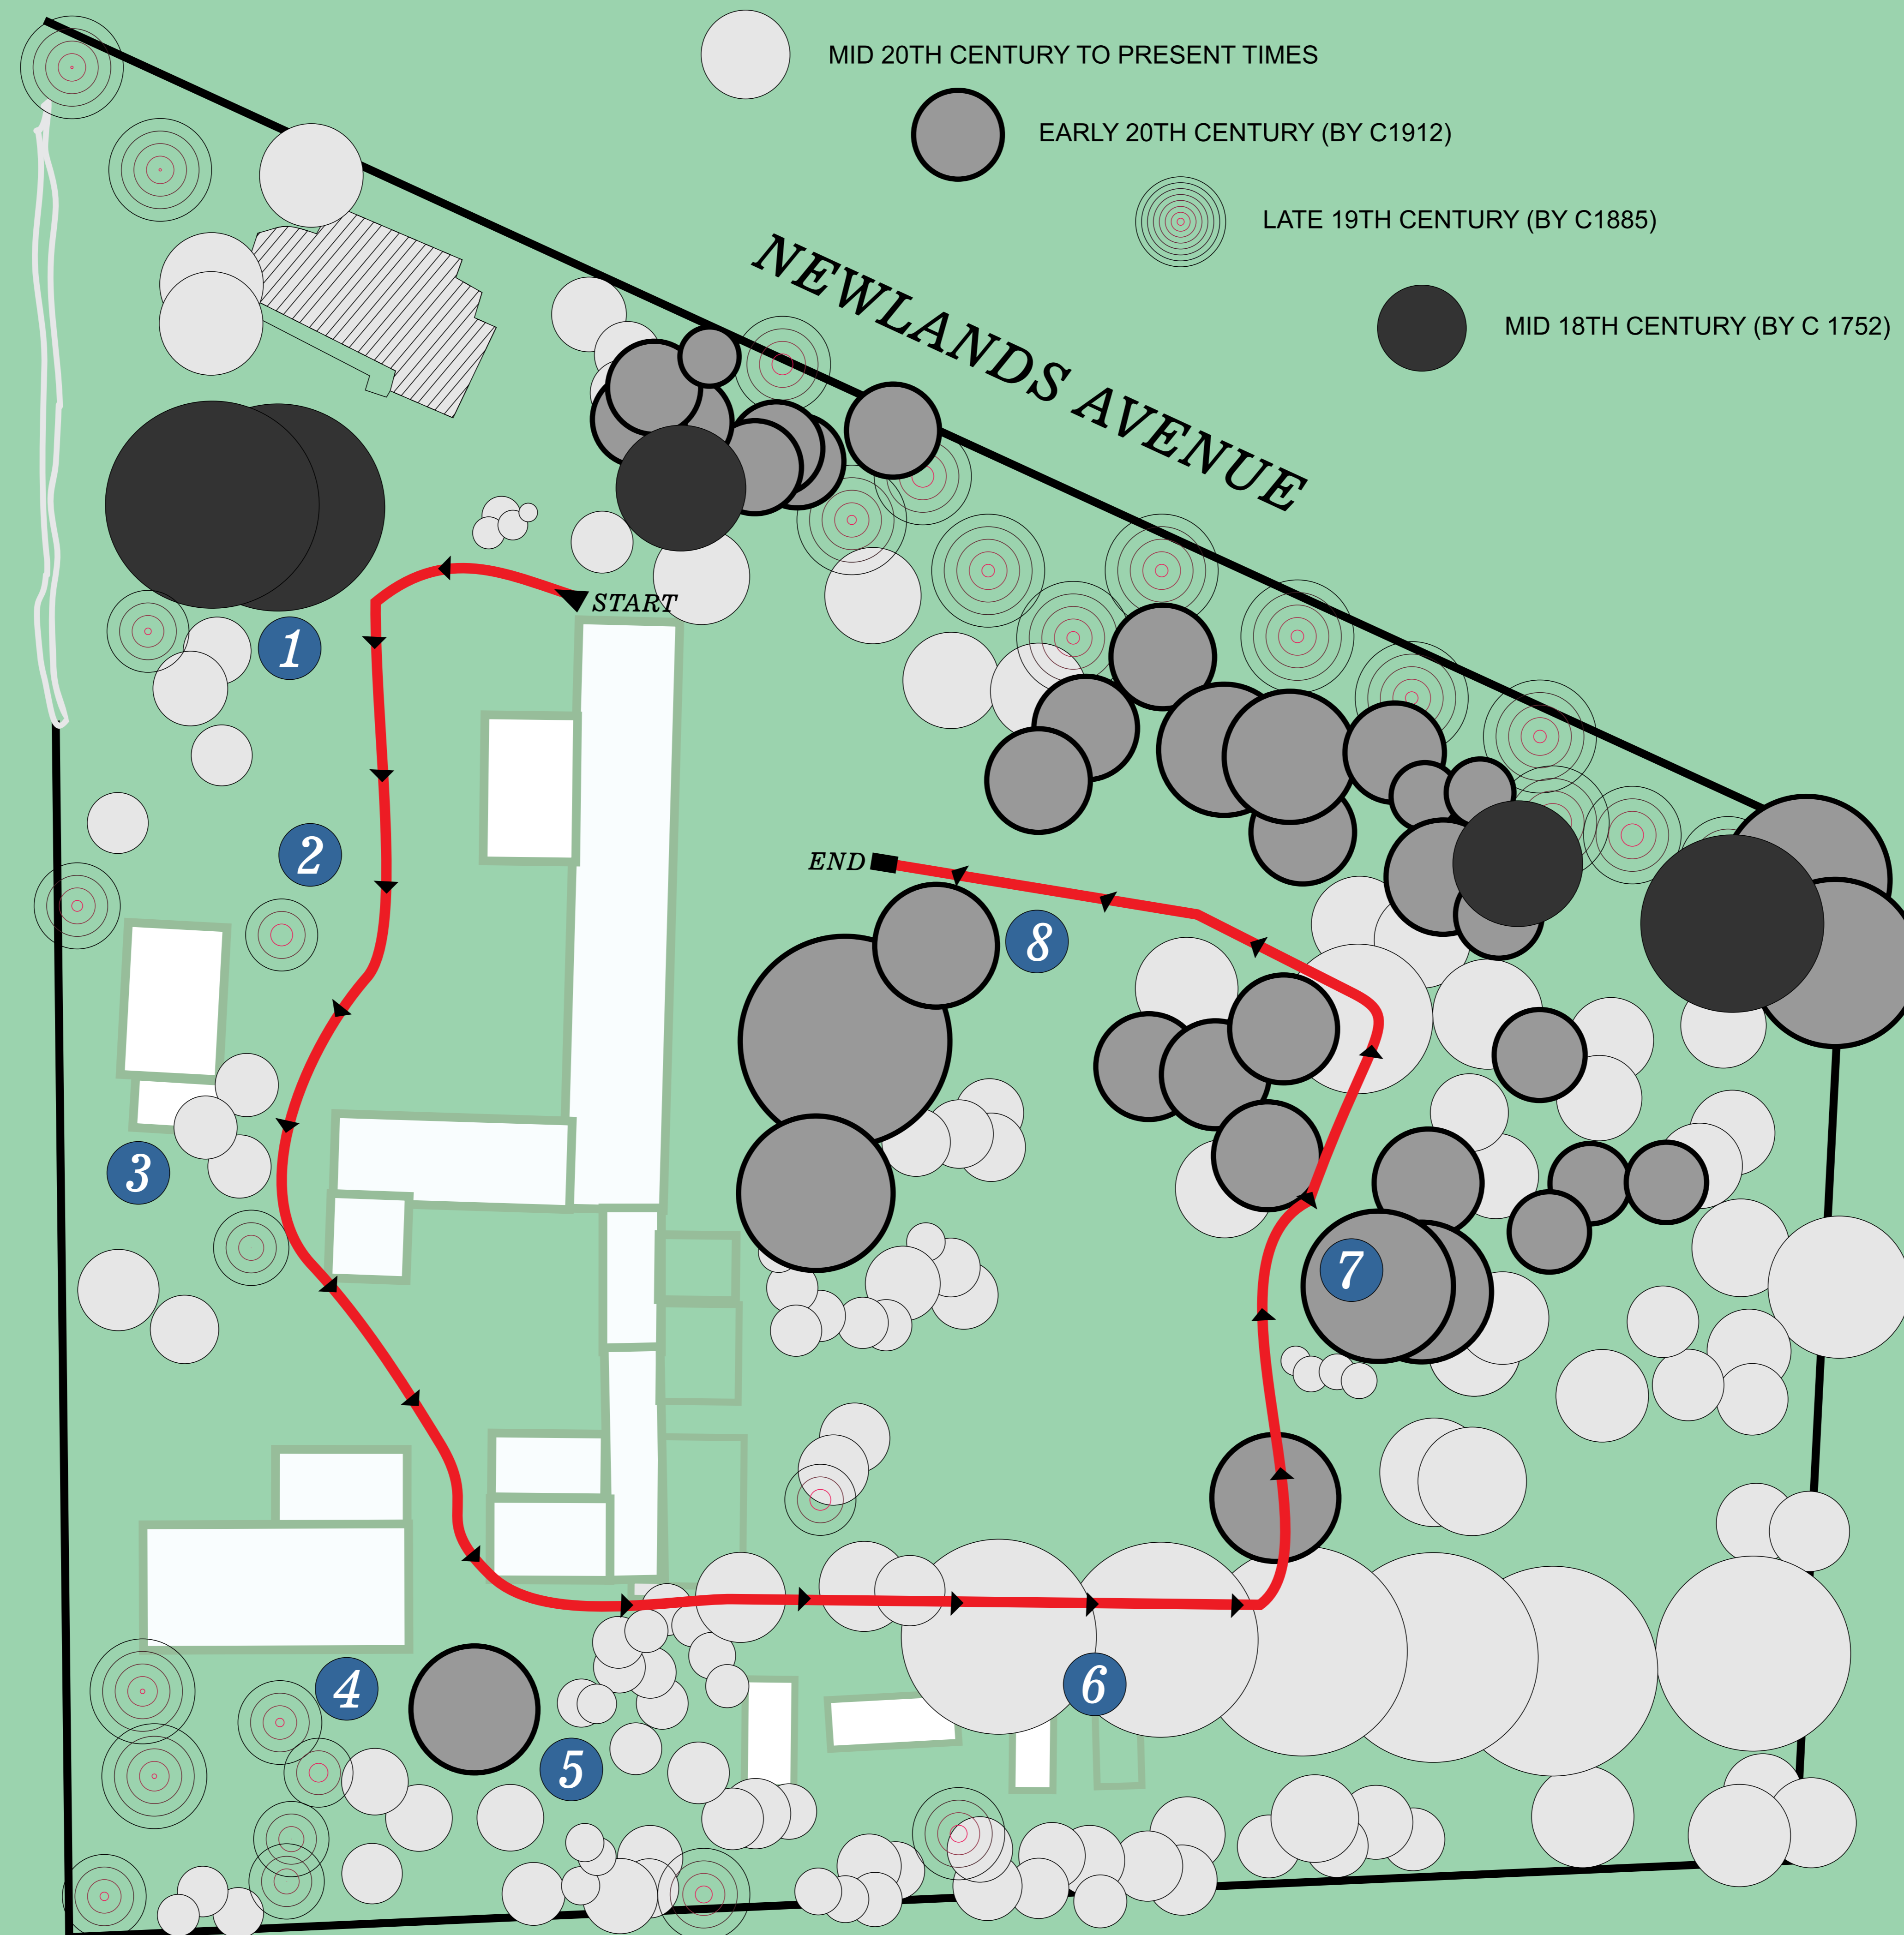 MID 20TH CENTURY TO PRESENT TIMES
EARLY 20TH CENTURY (BY C1912)
LATE 19TH CENTURY (BY C1885)
MID 18TH CENTURY (BY C 1752)
NEWLANDS AVENUE
START
1
2
END
8
3
7
4
6
5